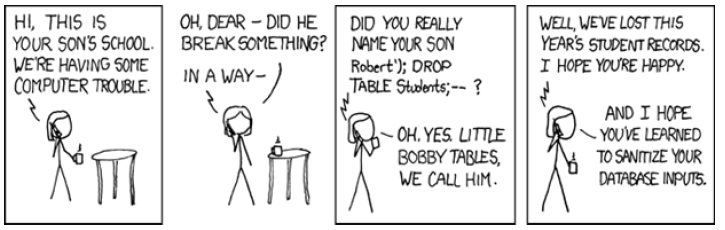 HI, THIS IS
YOUR SON'S SCHOOL.
WE'RE HAVING SOME
COMPUTER TROUBLE.
OH, DEAR – DID HE
BREAK SOMETHING?
IN A WAY–
DID YOU REALLY
NAME YOUR SON
Robert'); DROP
TABLE Students;-- ?
OH. YES. LITTLE
BOBBY TABLES,
WE CALL HIM.
WELL, WE'VE LOST THIS
YEAR'S STUDENT RECORDS.
I HOPE YOU'RE HAPPY.
AND I HOPE
YOU'VE LEARNED
TO SANITIZE YOUR
DATABASE INPUTS.